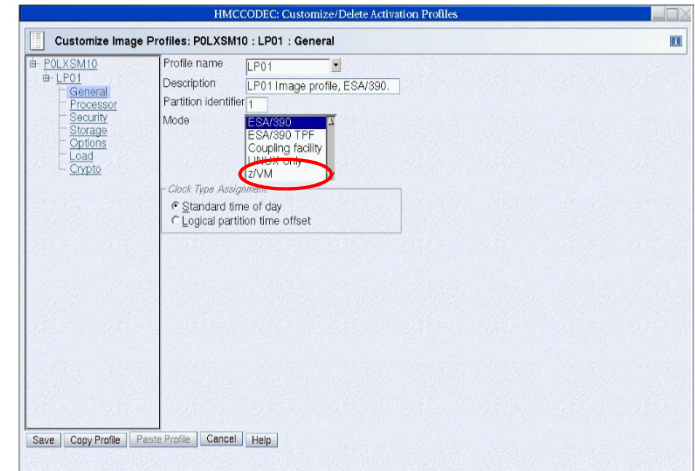 HMCCODEC: Customize/Delete Activation Profiles
Customize Image Profiles: P0LXSM10 : LP01 : General
P0LXSM10
LP01
General
Processor
Security
Storage
Options
Load
Crypto
Profile name LP01
Description LP01 Image profile, ESA/390.
Partition identifier 1
Mode ESA/390
ESA/390 TPF
Coupling facility
LINUX only
z/VM
Clock Type Assignment
Standard time of day
Logical partition time offset
Save Copy Profile Paste Profile Cancel Help